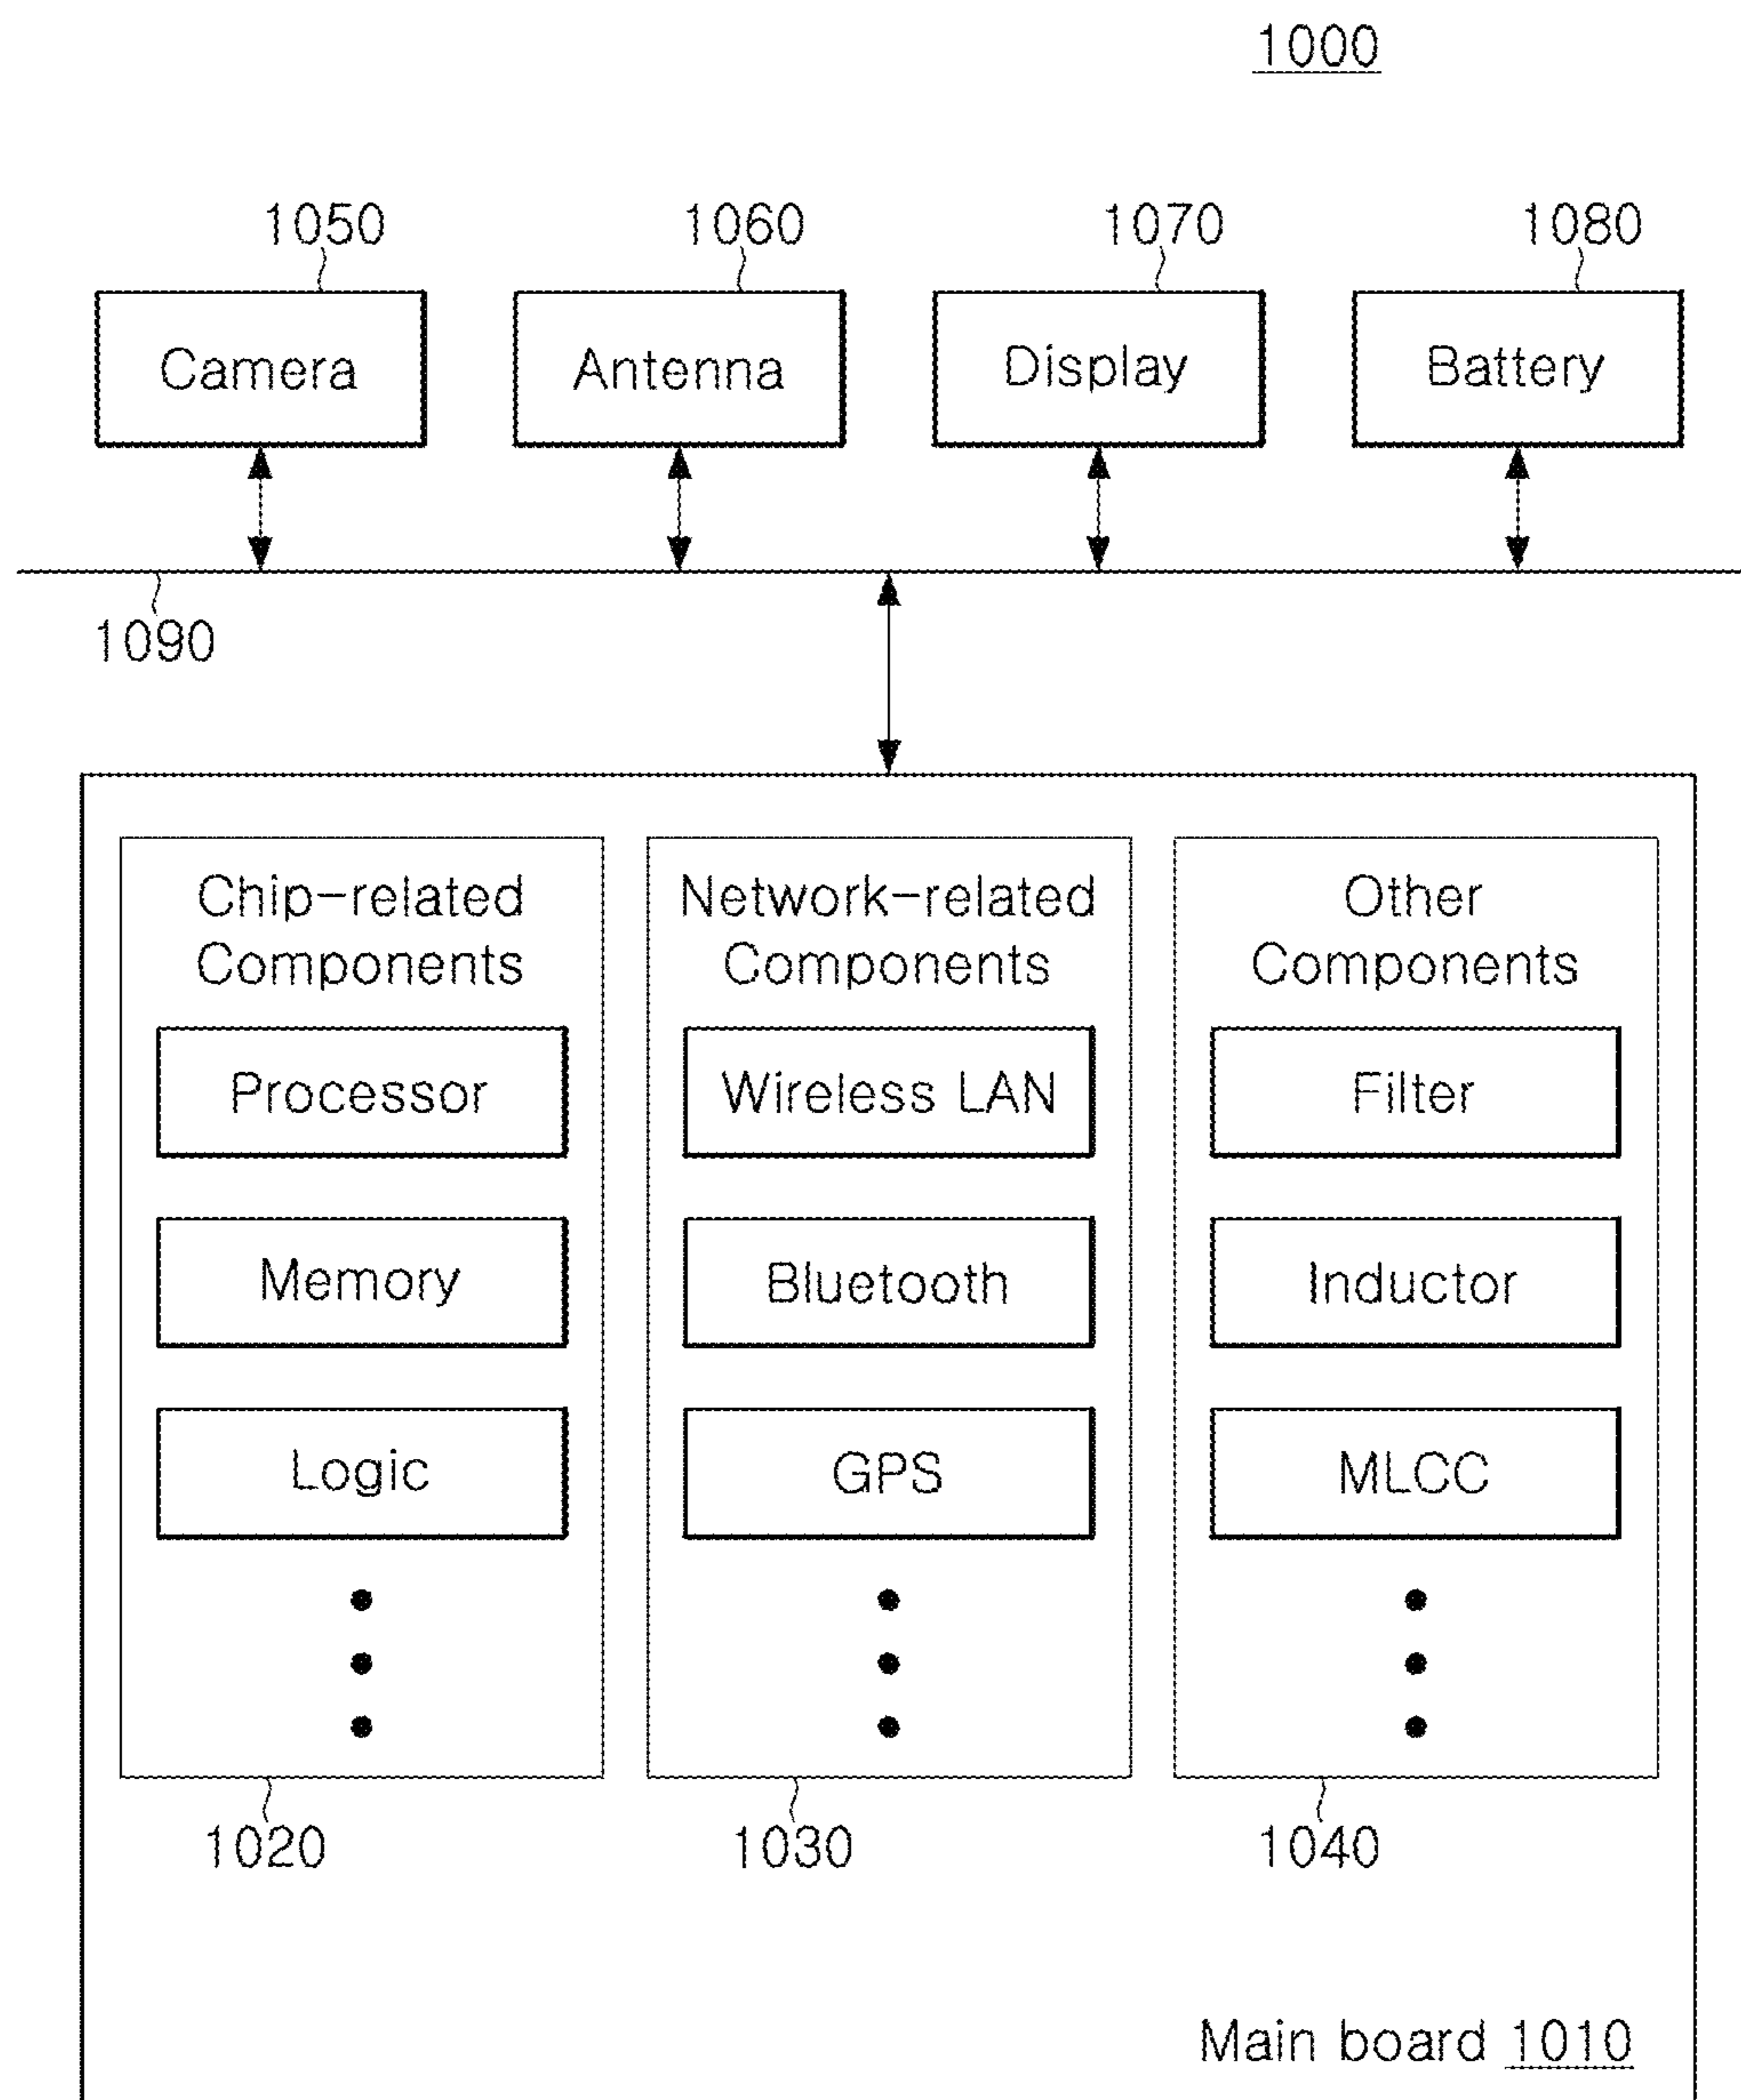 1000
1050
1060
1070
1080
Camera
Antenna
Display
Battery
1090
Chip-related
Components
Processor
Memory
Logic
1020
Network-related
Components
Wireless LAN
Bluetooth
GPS
1030
Other
Components
Filter
Inductor
MLCC
1040
Main board 1010